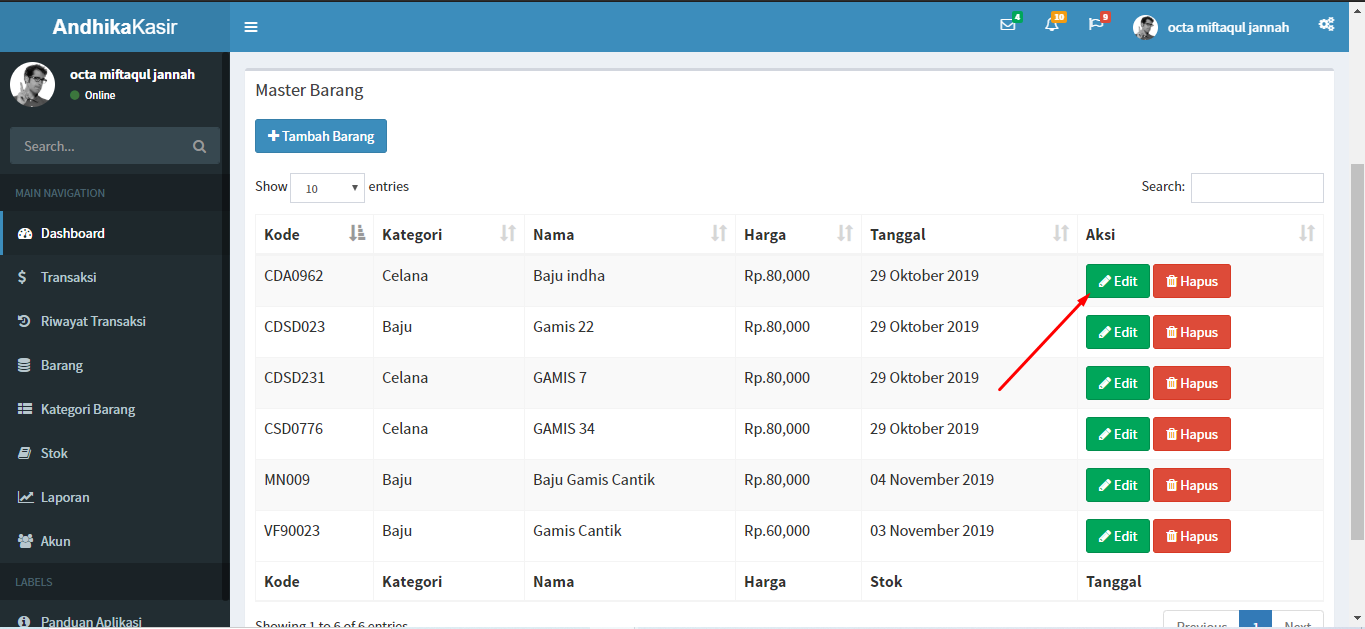 AndhikaKasir
4
10
9
octa miftaqul jannah
octa miftaqul jannah
Online
Search...
MAIN NAVIGATION
Dashboard
Transaksi
Riwayat Transaksi
Barang
Kategori Barang
Stok
Laporan
Akun
LABELS
Panduan Aplikasi
Master Barang
Tambah Barang
Show 10 entries
Search:
Kode Kategori Nama Harga Tanggal Aksi
CDA0962 Celana Baju indha Rp.80,000 29 Oktober 2019 Edit Hapus
CDSD023 Baju Gamis 22 Rp.80,000 29 Oktober 2019 Edit Hapus
CDSD231 Celana GAMIS 7 Rp.80,000 29 Oktober 2019 Edit Hapus
CSD0776 Celana GAMIS 34 Rp.80,000 29 Oktober 2019 Edit Hapus
MN009 Baju Baju Gamis Cantik Rp.80,000 04 November 2019 Edit Hapus
VF90023 Baju Gamis Cantik Rp.60,000 03 November 2019 Edit Hapus
Kode Kategori Nama Harga Stok Tanggal
Showing 1 to 6 of 6 entries
Previous 1 Next